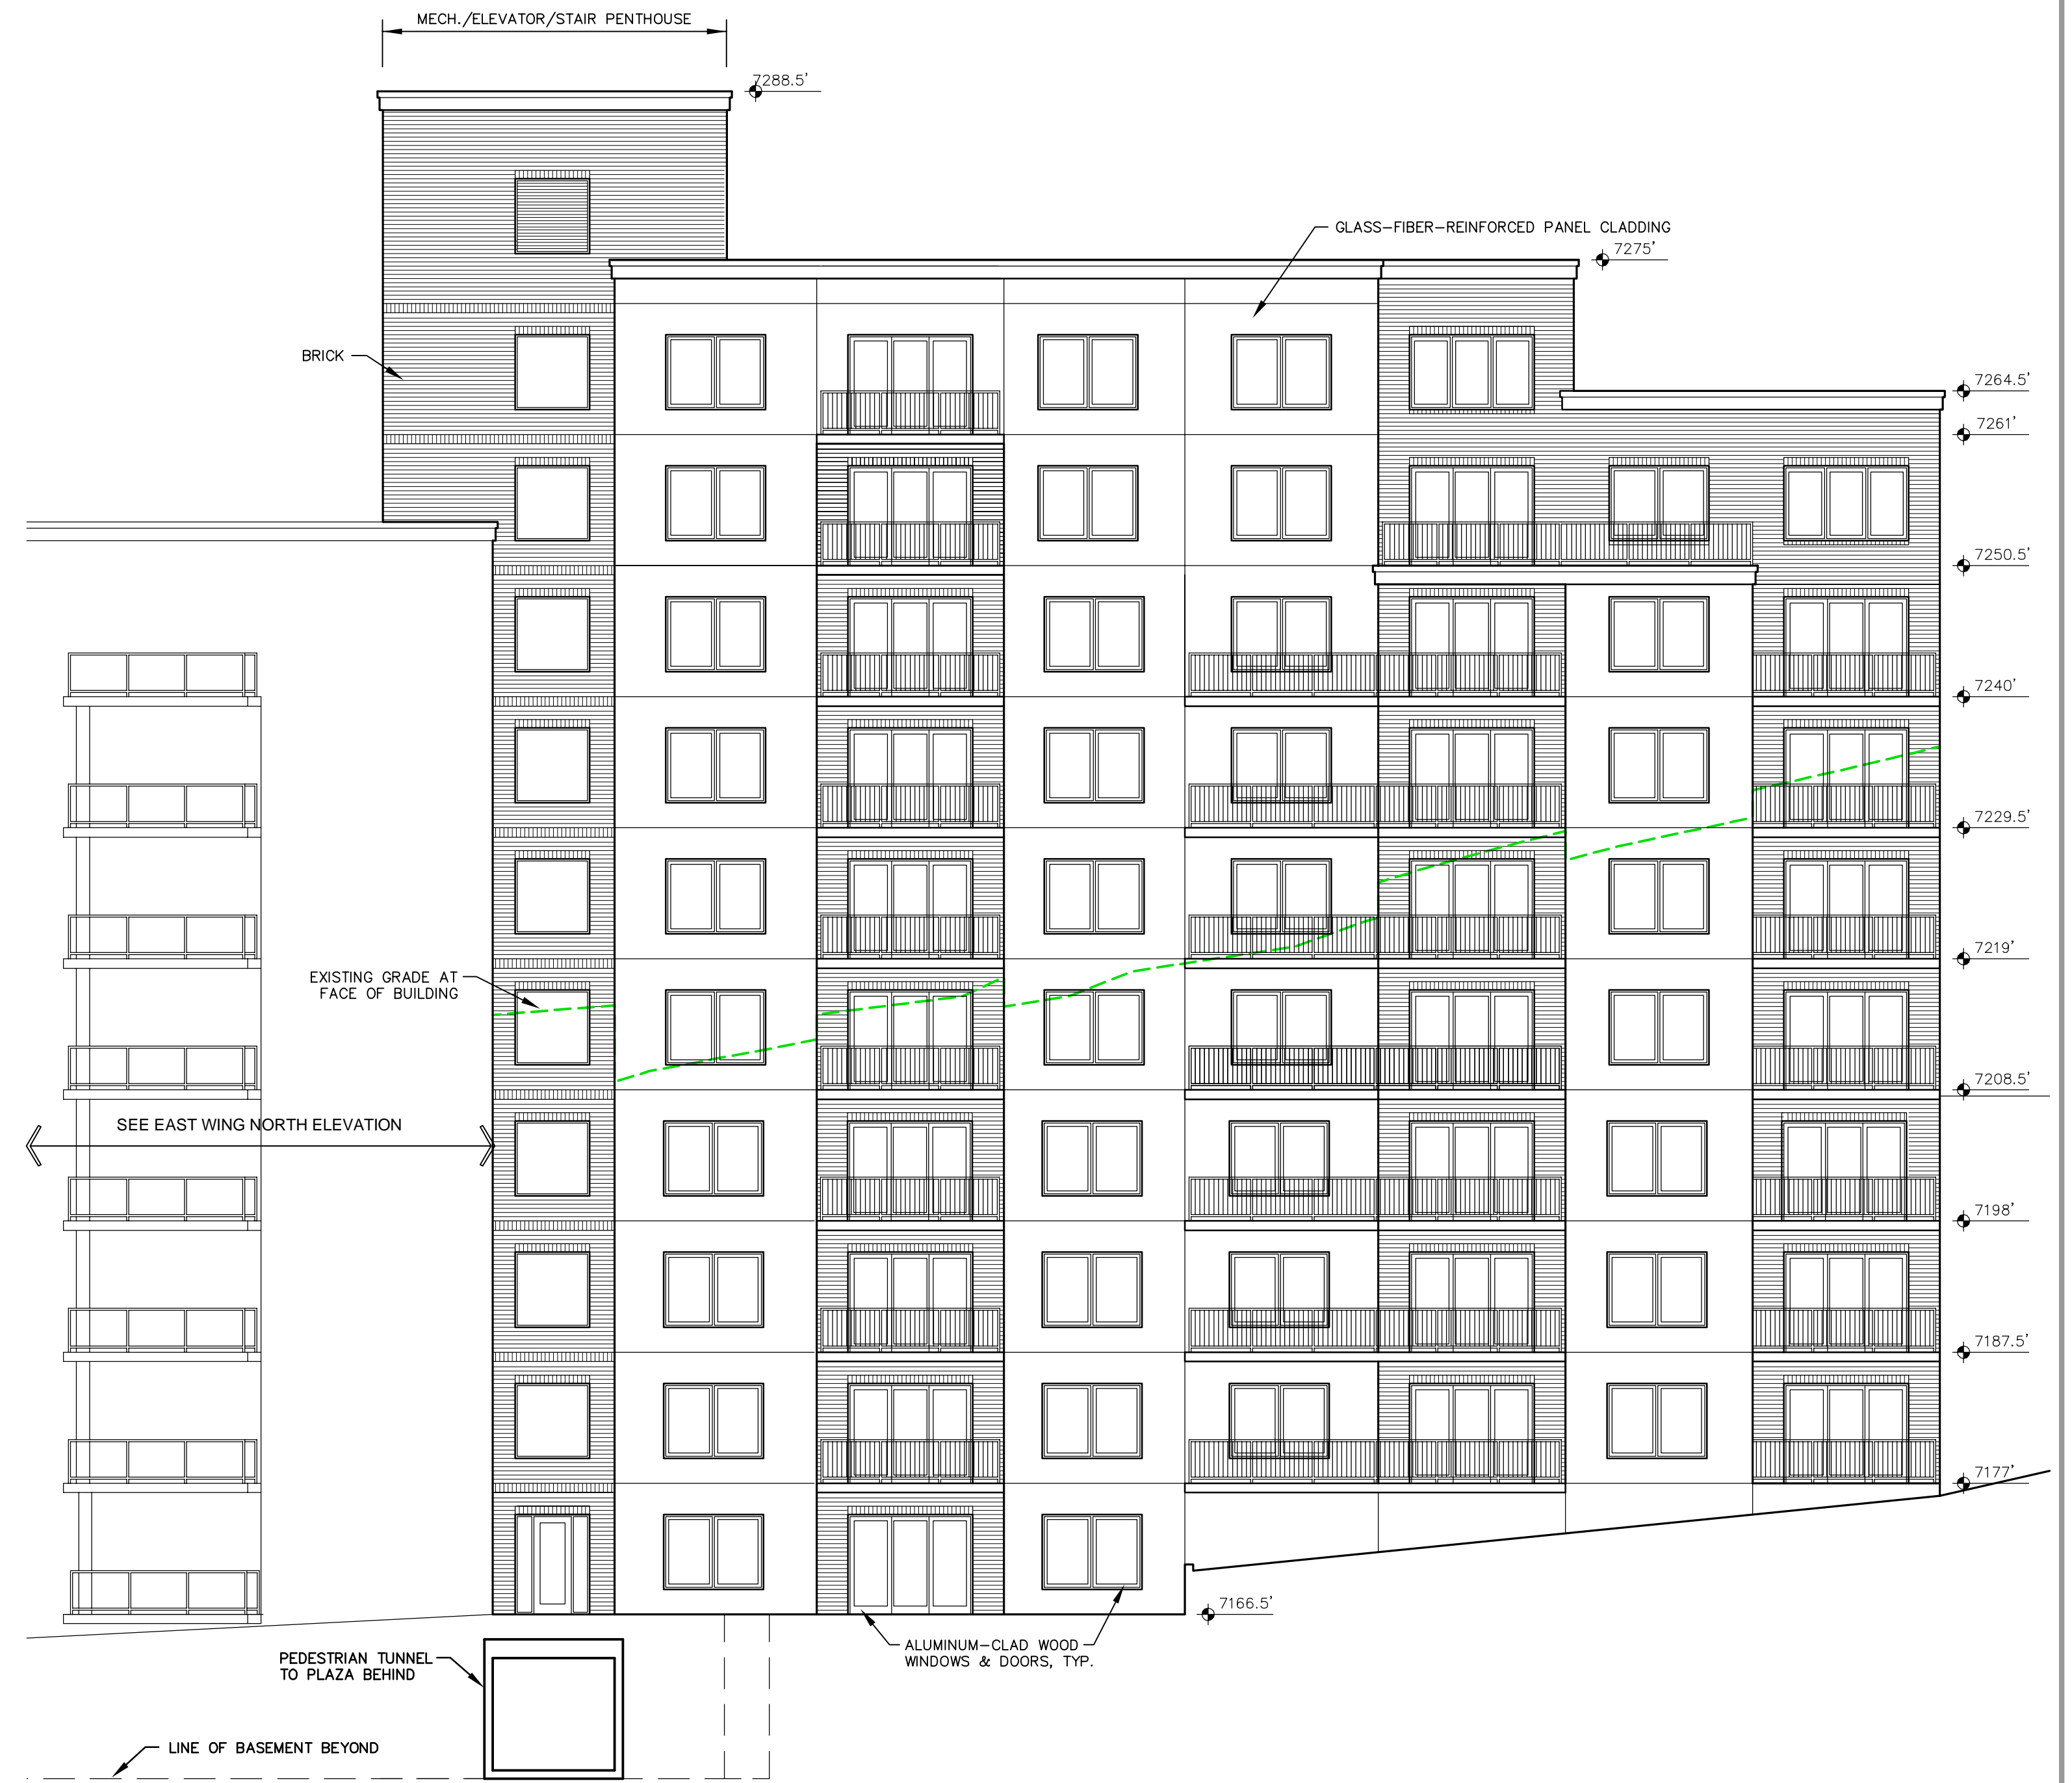 MECH./ELEVATOR/STAIR PENTHOUSE
7288.5'
GLASS-FIBER-REINFORCED PANEL CLADDING
7275'
BRICK
7264.5'
7261'
7250.5'
7240'
7229.5'
7219'
EXISTING GRADE AT
FACE OF BUILDING
7208.5'
SEE EAST WING NORTH ELEVATION
7198'
7187.5'
7177'
7166.5'
ALUMINUM-CLAD WOOD
WINDOWS & DOORS, TYP.
PEDESTRIAN TUNNEL
TO PLAZA BEHIND
LINE OF BASEMENT BEYOND